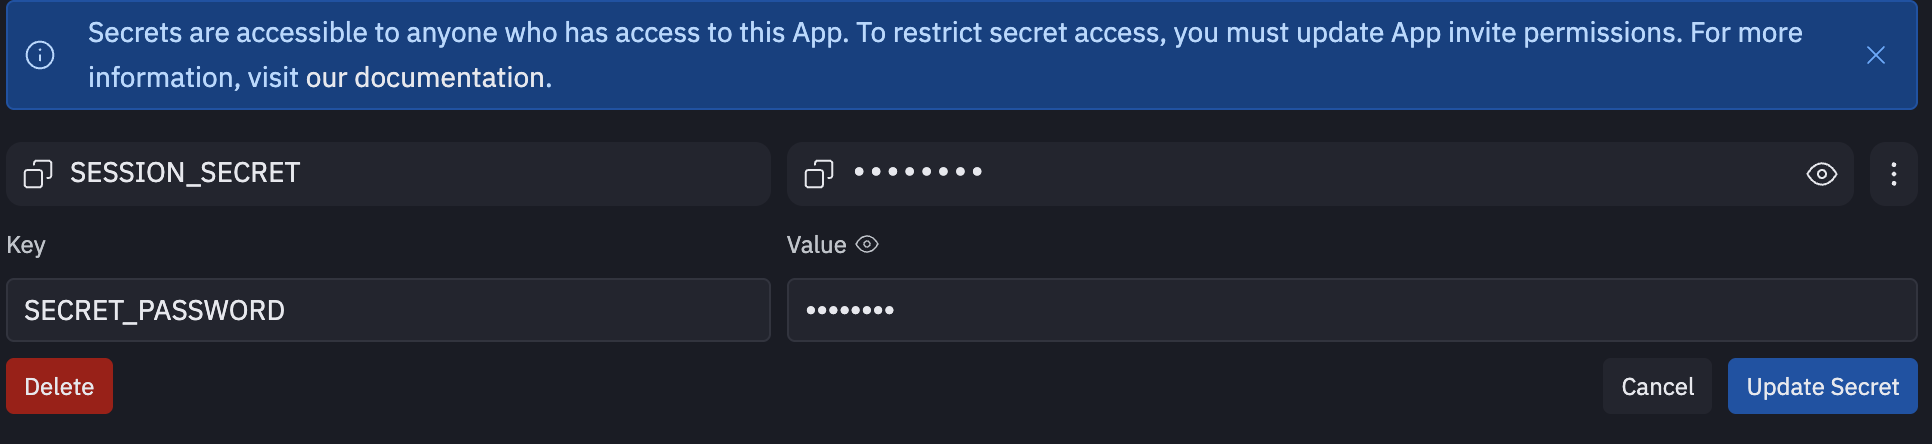 Secrets are accessible to anyone who has access to this App. To restrict secret access, you must update App invite permissions. For more
information, visit our documentation.
SESSION_SECRET ••••••••
Key Value
SECRET_PASSWORD ••••••••
Delete Cancel Update Secret